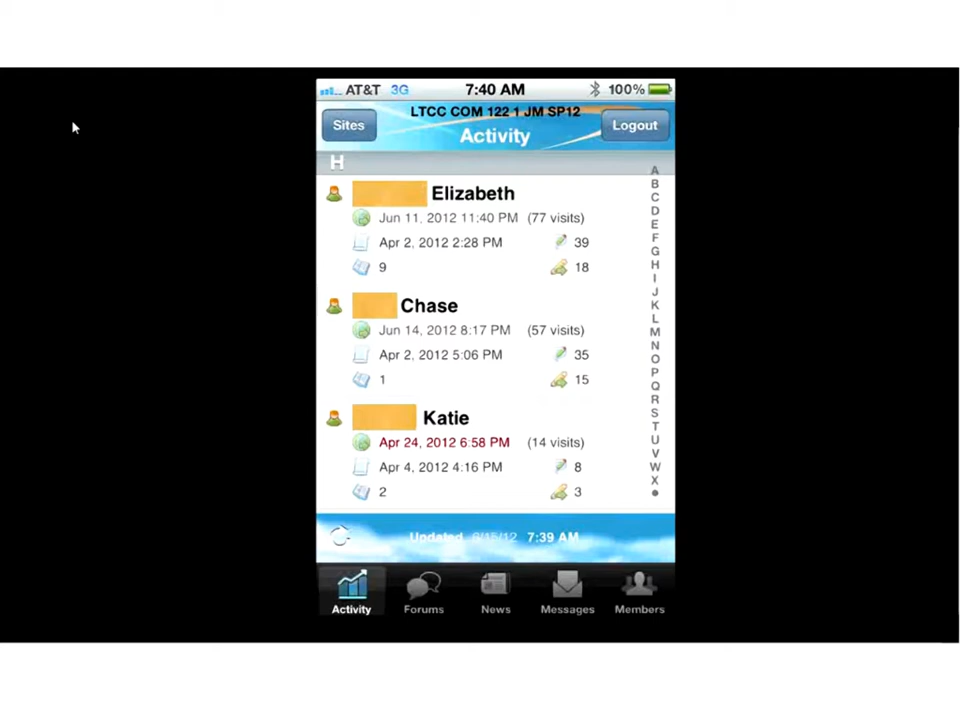 AT&T 3G 7:40 AM 100%
LTCC COM 122 1 JM SP12
Sites Activity Logout
H
Elizabeth
Jun 11, 2012 11:40 PM (77 visits)
Apr 2, 2012 2:28 PM 39
9 18
Chase
Jun 14, 2012 8:17 PM (57 visits)
Apr 2, 2012 5:06 PM 35
1 15
Katie
Apr 24, 2012 6:58 PM (14 visits)
Apr 4, 2012 4:16 PM 8
2 3
A
B
C
D
E
F
G
H
I
J
K
L
M
N
O
P
Q
R
S
T
U
V
W
X
Updated 6/15/12 7:39 AM
Activity Forums News Messages Members